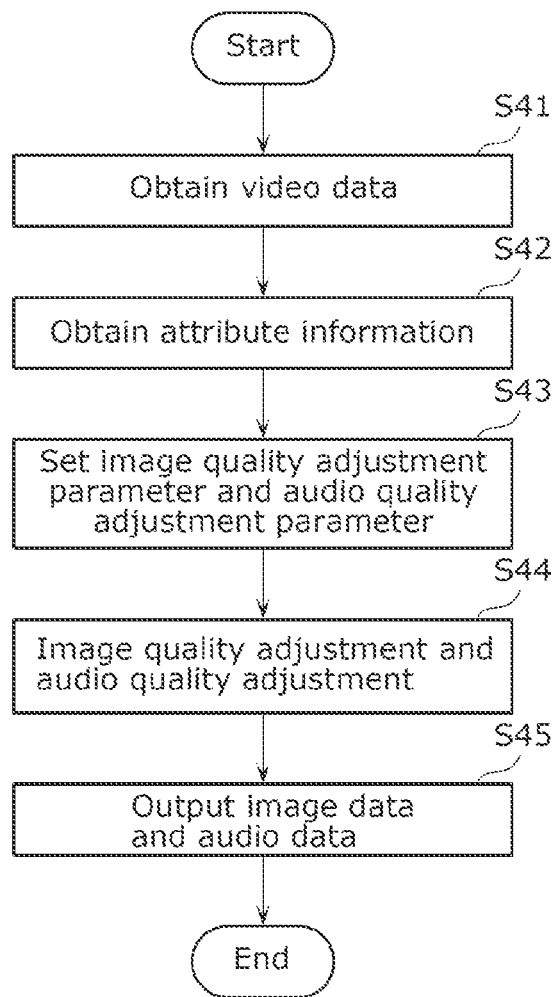 Start
S41
Obtain video data
S42
Obtain attribute information
S43
Set image quality adjustment
parameter and audio quality
adjustment parameter
S44
Image quality adjustment and
audio quality adjustment
S45
Output image data
and audio data
End